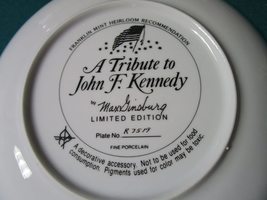 FRANKLIN MINT HEIRLOOM RECOMMENDATION
A Tribute to
John F. Kennedy
by Max Ginsburg
LIMITED EDITION
Plate No. R7517
FINE PORCELAIN
A decorative accessory. Not to be used for food
consumption. Pigments used for color may be toxic.